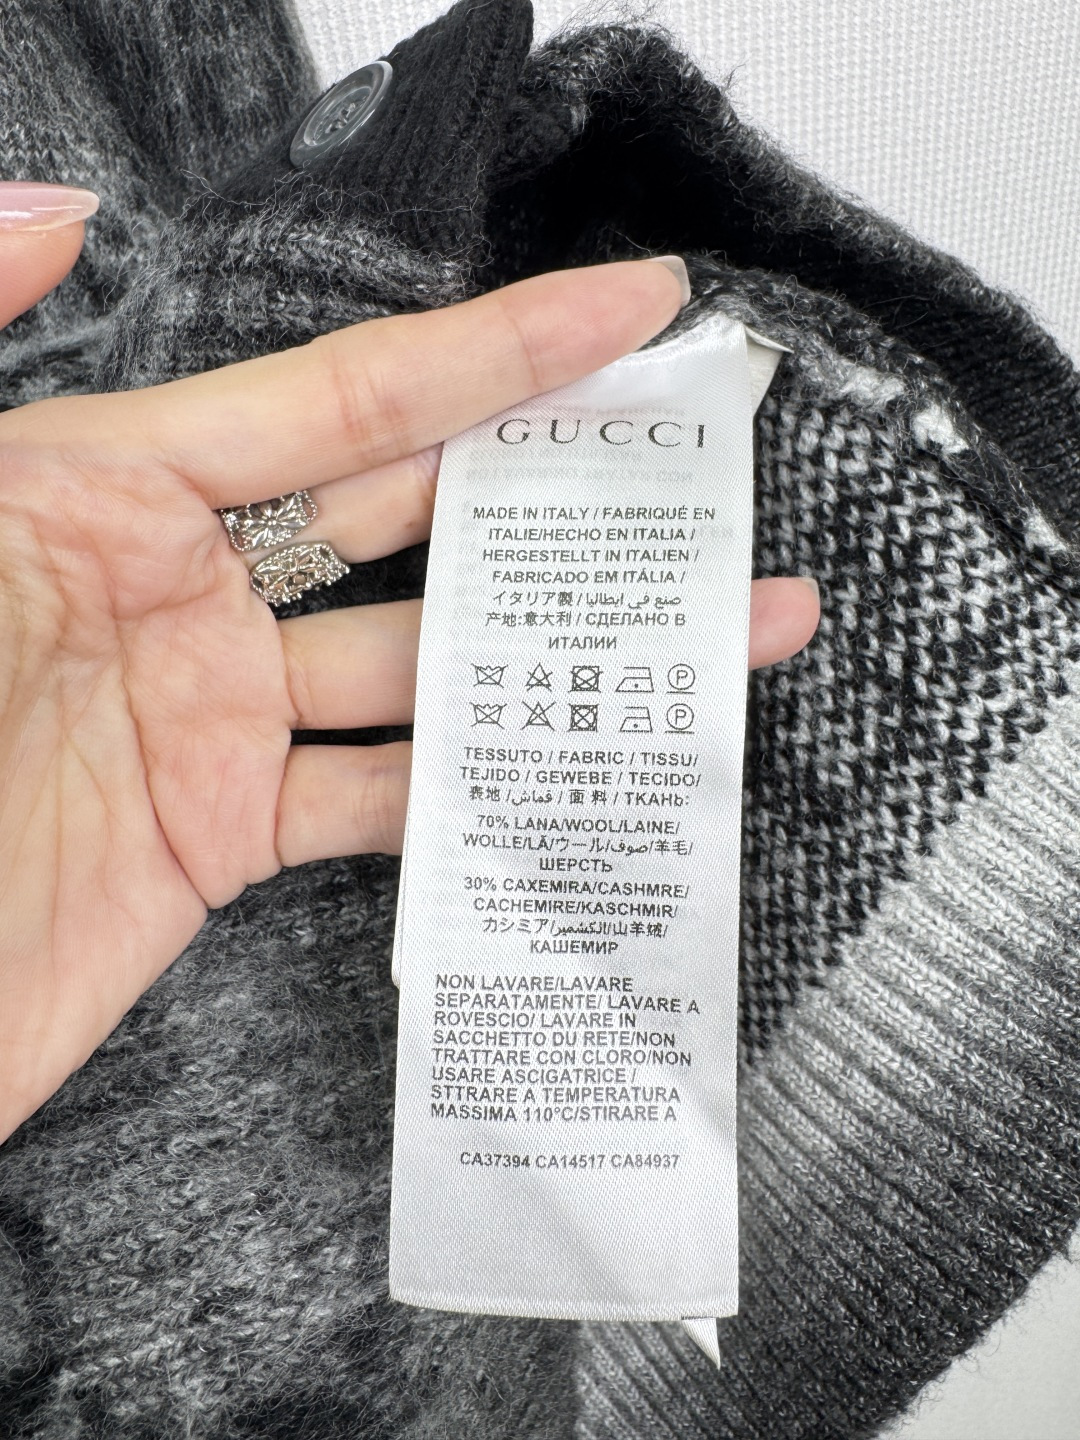 GUCCI
MADE IN ITALY / FABRIQUÉ EN
ITALIE/HECHO EN ITALIA /
HERGESTELLT IN ITALIEN /
FABRICADO EM ITÁLIA /
イタリア製 / صنع في ايطاليا
产地:意大利 / СДЕЛАНО В
ИТАЛИИ
P
P
TESSUTO / FABRIC / TISSU/
TEJIDO / GEWEBE / TECIDO/
表地 /قماش / 面 料 / TKAHb:
70% LANA/WOOL/LAINE/
WOLLE/LÃ/ウール/صوف/羊毛/
ШЕРСТЬ
30% CAXEMIRA/CASHMRE/
CACHEMIRE/KASCHMIR/
カシミア/الكشمير/山羊绒/
КАШЕМИР
NON LAVARE/LAVARE
SEPARATAMENTE/ LAVARE A
ROVESCIO/ LAVARE IN
SACCHETTO DU RETE/NON
TRATTARE CON CLORO/NON
USARE ASCIGATRICE /
STTRARE A TEMPERATURA
MASSIMA 110°C/STIRARE A
CA37394 CA14517 CA84937